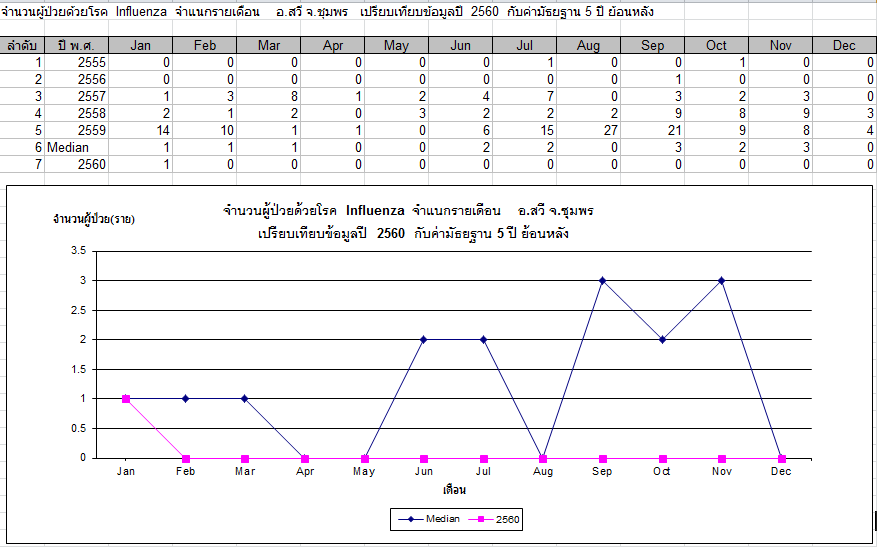 จำนวนผู้ป่วยด้วยโรค Influenza จำแนกรายเดือน อ.สวี จ.ชุมพร เปรียบเทียบข้อมูลปี 2560 กับค่ามัธยฐาน 5 ปี ย้อนหลัง
ลำดับ ปี พ.ศ. Jan Feb Mar Apr May Jun Jul Aug Sep Oct Nov Dec
1 2555 0 0 0 0 0 0 1 0 0 1 0 0
2 2556 0 0 0 0 0 0 0 0 1 0 0 0
3 2557 1 3 8 1 2 4 7 0 3 2 3 0
4 2558 2 1 2 0 3 2 2 2 9 8 9 3
5 2559 14 10 1 1 0 6 15 27 21 9 8 4
6 Median 1 1 1 0 0 2 2 0 3 2 3 0
7 2560 1 0 0 0 0 0 0 0 0 0 0 0
จำนวนผู้ป่วยด้วยโรค Influenza จำแนกรายเดือน อ.สวี จ.ชุมพร
เปรียบเทียบข้อมูลปี 2560 กับค่ามัธยฐาน 5 ปี ย้อนหลัง
จำนวนผู้ป่วย(ราย)
3.5
3
2.5
2
1.5
1
0.5
0
Jan Feb Mar Apr May Jun Jul Aug Sep Oct Nov Dec
เดือน
Median 2560